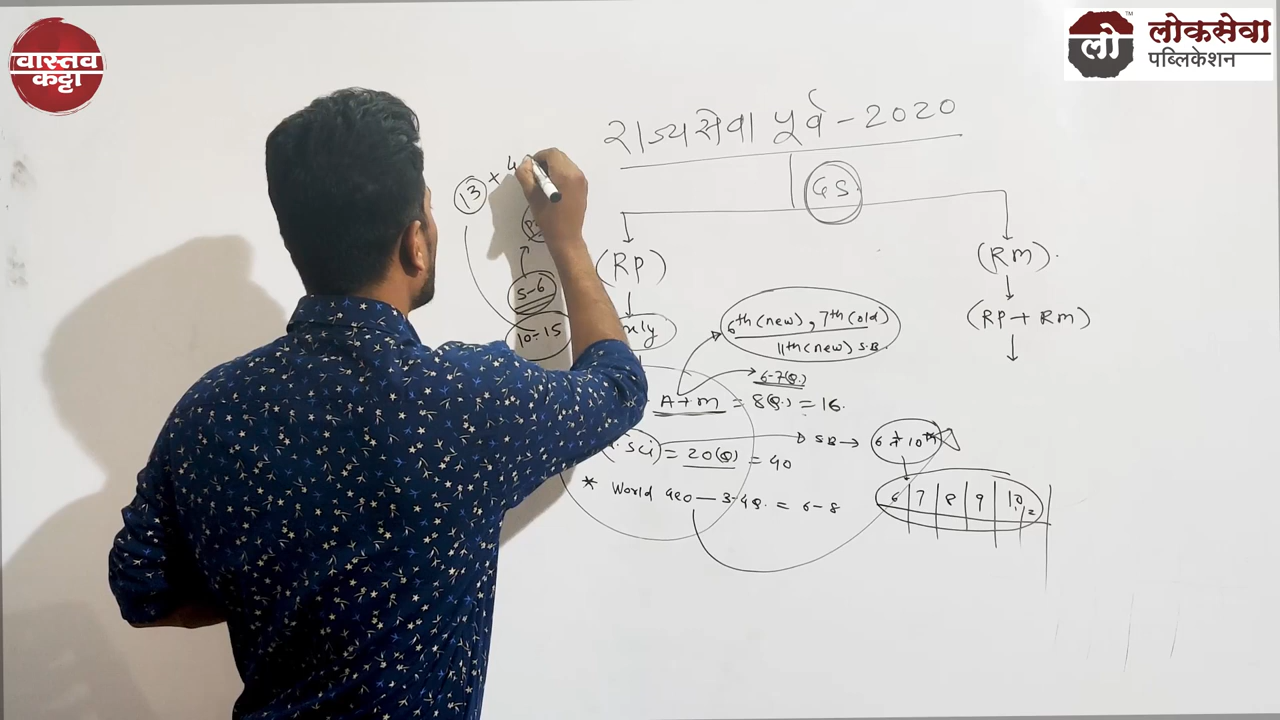 वास्तव
कट्टा
लो
TM
लोकसेवा
पब्लिकेशन
राज्यसेवा पूर्व - 2020
GS.
13 + 4
(RP)
(RM).
5-6
10-15
(RP + RM)
6th (new), 7th (old)
11th (new) S.B.
6-7(Q.)
A+M = 8(Q.) = 16.
Sci) = 20(Q) = 40
S.B →
6 से 10th
* World Geo — 3-4Q. = 6-8
6 | 7 | 8 | 9 | 10